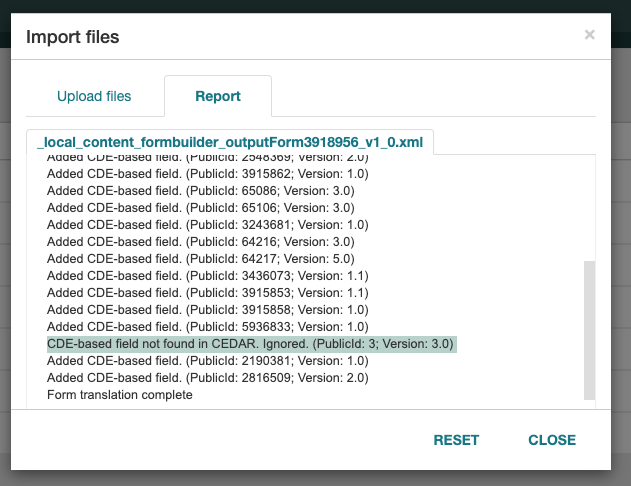 Import files
×
Upload files
Report
_local_content_formbuilder_outputForm3918956_v1_0.xml
Added CDE-based field. (PublicId: 2548369; Version: 2.0)
Added CDE-based field. (PublicId: 3915862; Version: 1.0)
Added CDE-based field. (PublicId: 65086; Version: 3.0)
Added CDE-based field. (PublicId: 65106; Version: 3.0)
Added CDE-based field. (PublicId: 3243681; Version: 1.0)
Added CDE-based field. (PublicId: 64216; Version: 3.0)
Added CDE-based field. (PublicId: 64217; Version: 5.0)
Added CDE-based field. (PublicId: 3436073; Version: 1.1)
Added CDE-based field. (PublicId: 3915853; Version: 1.1)
Added CDE-based field. (PublicId: 3915858; Version: 1.0)
Added CDE-based field. (PublicId: 5936833; Version: 1.0)
CDE-based field not found in CEDAR. Ignored. (PublicId: 3; Version: 3.0)
Added CDE-based field. (PublicId: 2190381; Version: 1.0)
Added CDE-based field. (PublicId: 2816509; Version: 2.0)
Form translation complete
RESET
CLOSE